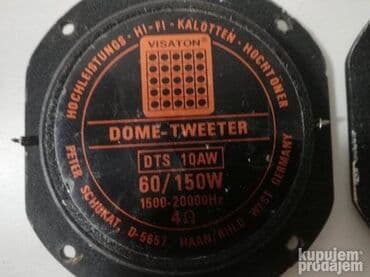 HOCHLEISTUNGS - HI-FI - KALOTTEN - HOCHTÖNER
VISATON
DOME-TWEETER
DTS 10AW
60/150W
1500-20000Hz
4Ω
PETER SCHUKAT, D-5657 HAAN/RHLD. WEST GERMANY
kupujem
prodajem